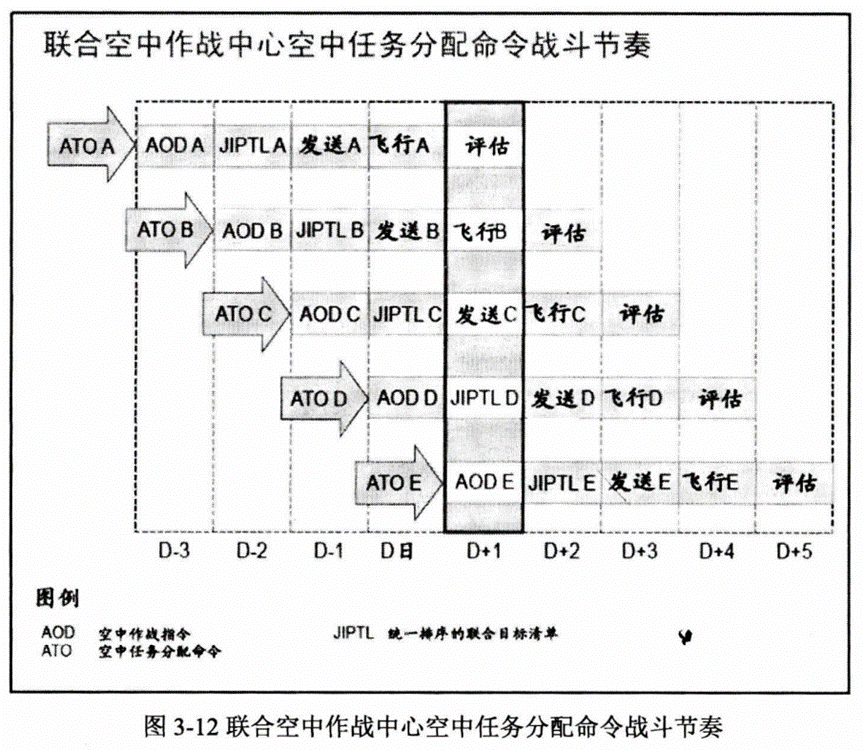 联合空中作战中心空中任务分配命令战斗节奏
ATO A AOD A JIPTL A 发送A 飞行A 评估
ATO B AOD B JIPTL B 发送B 飞行B 评估
ATO C AOD C JIPTL C 发送C 飞行C 评估
ATO D AOD D JIPTL D 发送D 飞行D 评估
ATO E AOD E JIPTL E 发送E 飞行E 评估
D-3 D-2 D-1 D日 D+1 D+2 D+3 D+4 D+5
图例
AOD 空中作战指令 JIPTL 统一排序的联合目标清单
ATO 空中任务分配命令
图 3-12 联合空中作战中心空中任务分配命令战斗节奏